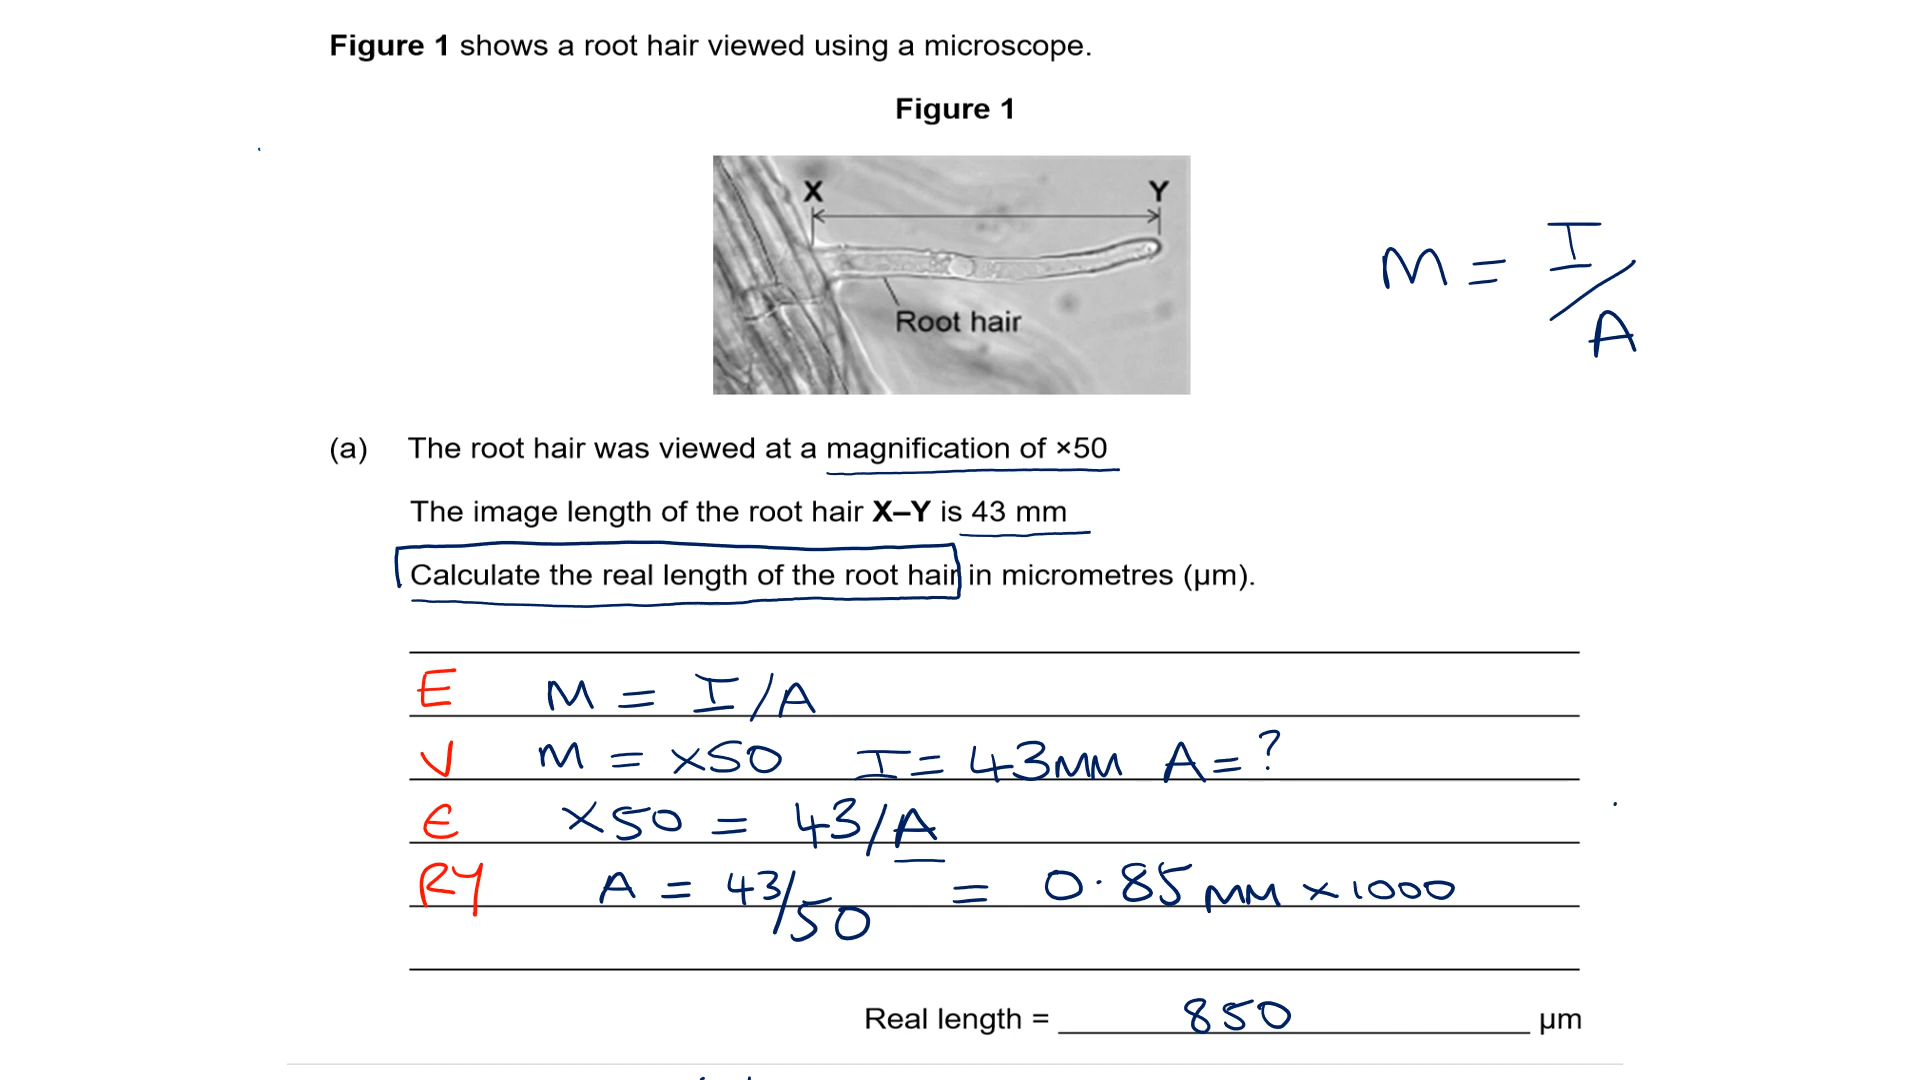 Figure 1 shows a root hair viewed using a microscope.
Figure 1
X Y
Root hair
M = I/A
(a) The root hair was viewed at a magnification of ×50
The image length of the root hair X–Y is 43 mm
Calculate the real length of the root hair in micrometres (µm).
E M = I/A
V M = ×50 I = 43mm A = ?
E ×50 = 43/A
RY A = 43/50 = 0.85mm ×1000
Real length = 850 µm